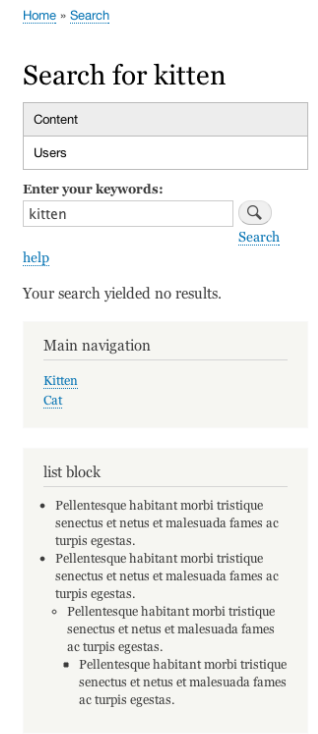 Home » Search
Search for kitten
Content
Users
Enter your keywords:
kitten
Search
help
Your search yielded no results.
Main navigation
Kitten
Cat
list block
Pellentesque habitant morbi tristique
senectus et netus et malesuada fames ac
turpis egestas.
Pellentesque habitant morbi tristique
senectus et netus et malesuada fames ac
turpis egestas.
Pellentesque habitant morbi tristique
senectus et netus et malesuada fames
ac turpis egestas.
Pellentesque habitant morbi tristique
senectus et netus et malesuada fames
ac turpis egestas.